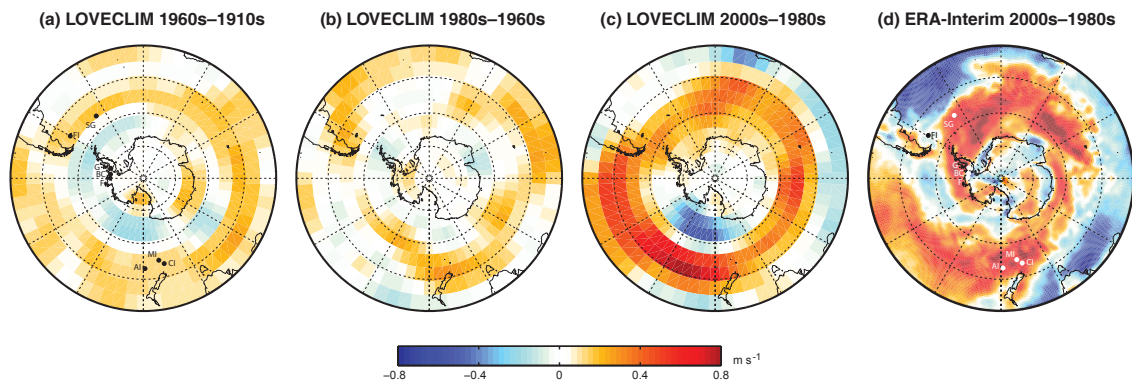 (a) LOVECLIM 1960s–1910s
(b) LOVECLIM 1980s–1960s
(c) LOVECLIM 2000s–1980s
(d) ERA-Interim 2000s–1980s
SG
FI
BC
F
MI
AI
CI
SG
FI
BC
MI
AI
CI
−0.8
−0.4
0
0.4
0.8
m s⁻¹